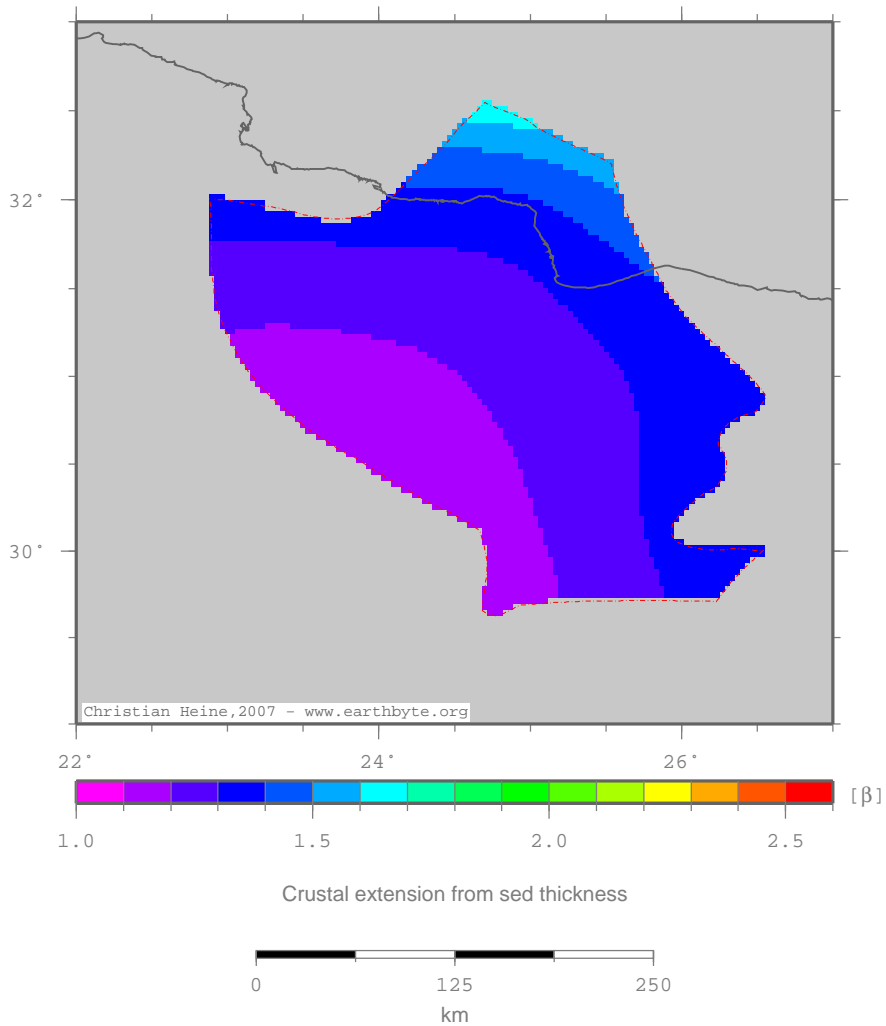 32°
30°
Christian Heine,2007 - www.earthbyte.org
22° 24° 26°
[β]
1.0 1.5 2.0 2.5
Crustal extension from sed thickness
0 125 250
km